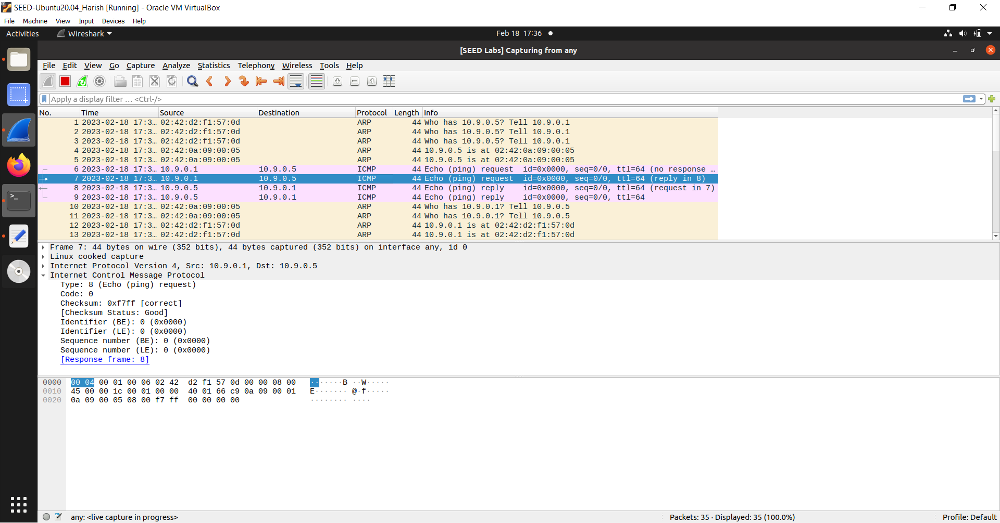 SEED-Ubuntu20.04_Harish [Running] - Oracle VM VirtualBox
File Machine View Input Devices Help
Activities Wireshark Feb 18 17:36
[SEED Labs] Capturing from any
File Edit View Go Capture Analyze Statistics Telephony Wireless Tools Help
Apply a display filter … <Ctrl-/>
No. Time Source Destination Protocol Length Info
1 2023-02-18 17:3… 02:42:d2:f1:57:0d ARP 44 Who has 10.9.0.5? Tell 10.9.0.1
2 2023-02-18 17:3… 02:42:d2:f1:57:0d ARP 44 Who has 10.9.0.5? Tell 10.9.0.1
3 2023-02-18 17:3… 02:42:d2:f1:57:0d ARP 44 Who has 10.9.0.5? Tell 10.9.0.1
4 2023-02-18 17:3… 02:42:0a:09:00:05 ARP 44 10.9.0.5 is at 02:42:0a:09:00:05
5 2023-02-18 17:3… 02:42:0a:09:00:05 ARP 44 10.9.0.5 is at 02:42:0a:09:00:05
6 2023-02-18 17:3… 10.9.0.1 10.9.0.5 ICMP 44 Echo (ping) request id=0x0000, seq=0/0, ttl=64 (no response …
7 2023-02-18 17:3… 10.9.0.1 10.9.0.5 ICMP 44 Echo (ping) request id=0x0000, seq=0/0, ttl=64 (reply in 8)
8 2023-02-18 17:3… 10.9.0.5 10.9.0.1 ICMP 44 Echo (ping) reply id=0x0000, seq=0/0, ttl=64 (request in 7)
9 2023-02-18 17:3… 10.9.0.5 10.9.0.1 ICMP 44 Echo (ping) reply id=0x0000, seq=0/0, ttl=64
10 2023-02-18 17:3… 02:42:0a:09:00:05 ARP 44 Who has 10.9.0.1? Tell 10.9.0.5
11 2023-02-18 17:3… 02:42:0a:09:00:05 ARP 44 Who has 10.9.0.1? Tell 10.9.0.5
12 2023-02-18 17:3… 02:42:d2:f1:57:0d ARP 44 10.9.0.1 is at 02:42:d2:f1:57:0d
13 2023-02-18 17:3… 02:42:d2:f1:57:0d ARP 44 10.9.0.1 is at 02:42:d2:f1:57:0d
Frame 7: 44 bytes on wire (352 bits), 44 bytes captured (352 bits) on interface any, id 0
Linux cooked capture
Internet Protocol Version 4, Src: 10.9.0.1, Dst: 10.9.0.5
Internet Control Message Protocol
Type: 8 (Echo (ping) request)
Code: 0
Checksum: 0xf7ff [correct]
[Checksum Status: Good]
Identifier (BE): 0 (0x0000)
Identifier (LE): 0 (0x0000)
Sequence number (BE): 0 (0x0000)
Sequence number (LE): 0 (0x0000)
[Response frame: 8]
0000 00 04 00 01 00 06 02 42 d2 f1 57 0d 00 00 08 00 ·······B ··W·····
0010 45 00 00 1c 00 01 00 00 40 01 66 c9 0a 09 00 01 E······· @·f·····
0020 0a 09 00 05 08 00 f7 ff 00 00 00 00 ········ ····
any: <live capture in progress> Packets: 35 · Displayed: 35 (100.0%) Profile: Default